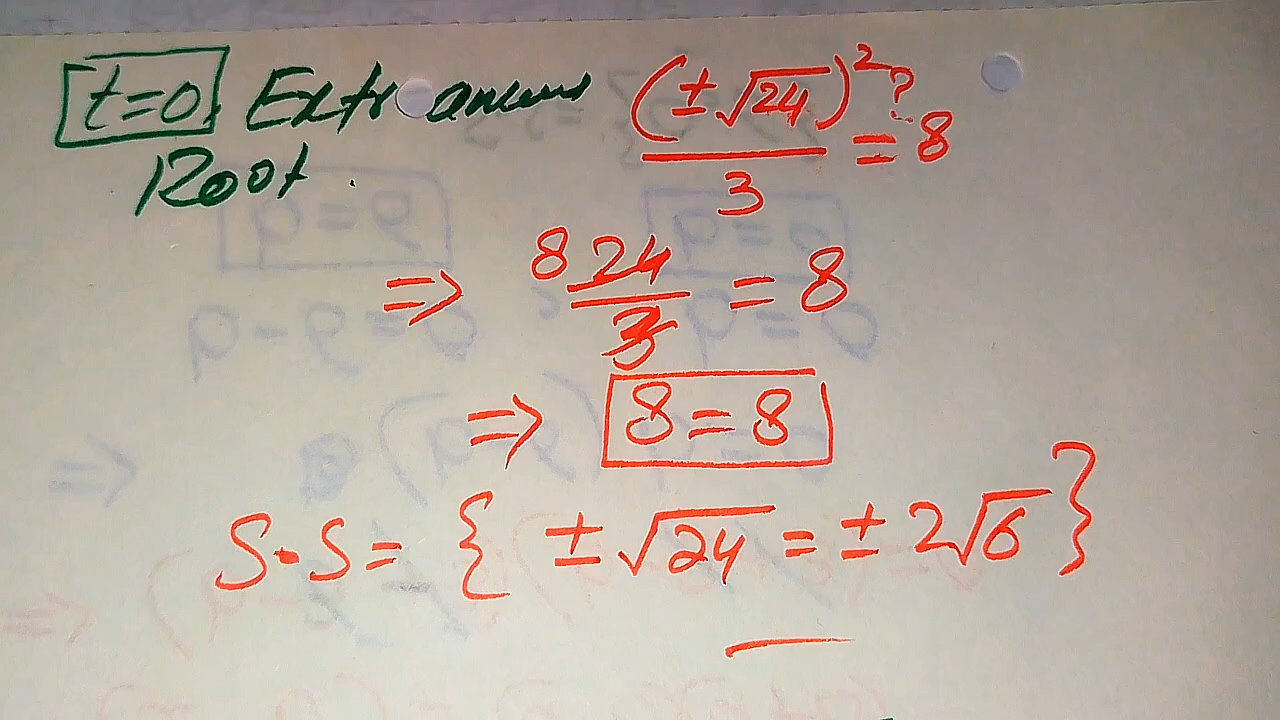 t=0, Extraneous
Root.
(±√24)²/3 ?= 8
⇒ 8 24/3 = 8
⇒ 8 = 8
S.S = { ±√24 = ±2√6 }